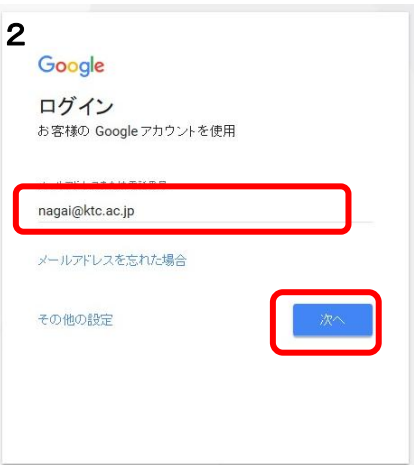 2
Google
ログイン
お客様の Google アカウントを使用
nagai@ktc.ac.jp
メールアドレスを忘れた場合
その他の設定
次へ